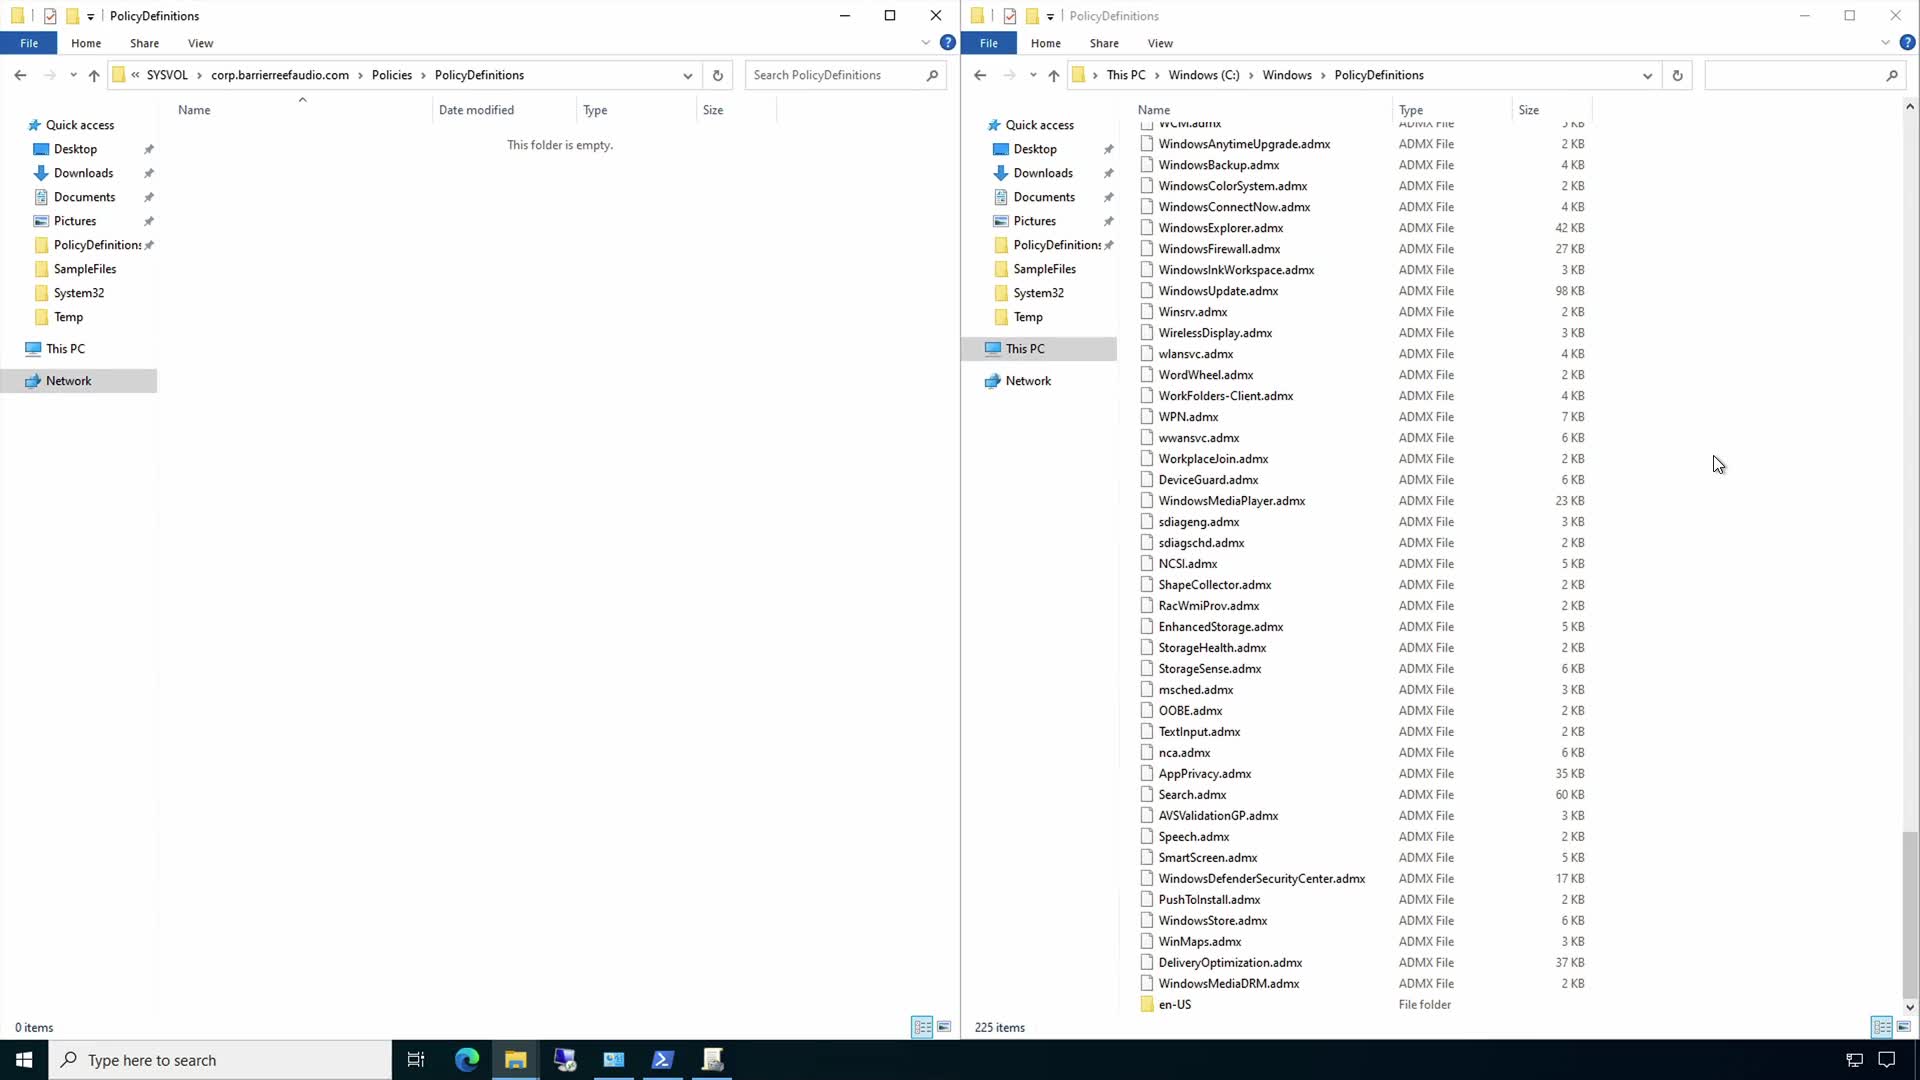 PolicyDefinitions
File Home Share View
« SYSVOL > corp.barrierreefaudio.com > Policies > PolicyDefinitions
Search PolicyDefinitions
Name Date modified Type Size
This folder is empty.
Quick access
Desktop
Downloads
Documents
Pictures
PolicyDefinitions
SampleFiles
System32
Temp
This PC
Network
0 items
PolicyDefinitions
File Home Share View
> This PC > Windows (C:) > Windows > PolicyDefinitions
Name Type Size
Quick access
Desktop
Downloads
Documents
Pictures
PolicyDefinitions
SampleFiles
System32
Temp
This PC
Network
WCM.admx ADMX File 5 KB
WindowsAnytimeUpgrade.admx ADMX File 2 KB
WindowsBackup.admx ADMX File 4 KB
WindowsColorSystem.admx ADMX File 2 KB
WindowsConnectNow.admx ADMX File 4 KB
WindowsExplorer.admx ADMX File 42 KB
WindowsFirewall.admx ADMX File 27 KB
WindowsInkWorkspace.admx ADMX File 3 KB
WindowsUpdate.admx ADMX File 98 KB
Winsrv.admx ADMX File 2 KB
WirelessDisplay.admx ADMX File 3 KB
wlansvc.admx ADMX File 4 KB
WordWheel.admx ADMX File 2 KB
WorkFolders-Client.admx ADMX File 4 KB
WPN.admx ADMX File 7 KB
wwansvc.admx ADMX File 6 KB
WorkplaceJoin.admx ADMX File 2 KB
DeviceGuard.admx ADMX File 6 KB
WindowsMediaPlayer.admx ADMX File 23 KB
sdiageng.admx ADMX File 3 KB
sdiagschd.admx ADMX File 2 KB
NCSI.admx ADMX File 5 KB
ShapeCollector.admx ADMX File 2 KB
RacWmiProv.admx ADMX File 2 KB
EnhancedStorage.admx ADMX File 5 KB
StorageHealth.admx ADMX File 2 KB
StorageSense.admx ADMX File 6 KB
msched.admx ADMX File 3 KB
OOBE.admx ADMX File 2 KB
TextInput.admx ADMX File 2 KB
nca.admx ADMX File 6 KB
AppPrivacy.admx ADMX File 35 KB
Search.admx ADMX File 60 KB
AVSValidationGP.admx ADMX File 3 KB
Speech.admx ADMX File 2 KB
SmartScreen.admx ADMX File 5 KB
WindowsDefenderSecurityCenter.admx ADMX File 17 KB
PushToInstall.admx ADMX File 2 KB
WindowsStore.admx ADMX File 6 KB
WinMaps.admx ADMX File 3 KB
DeliveryOptimization.admx ADMX File 37 KB
WindowsMediaDRM.admx ADMX File 2 KB
en-US File folder
225 items
Type here to search